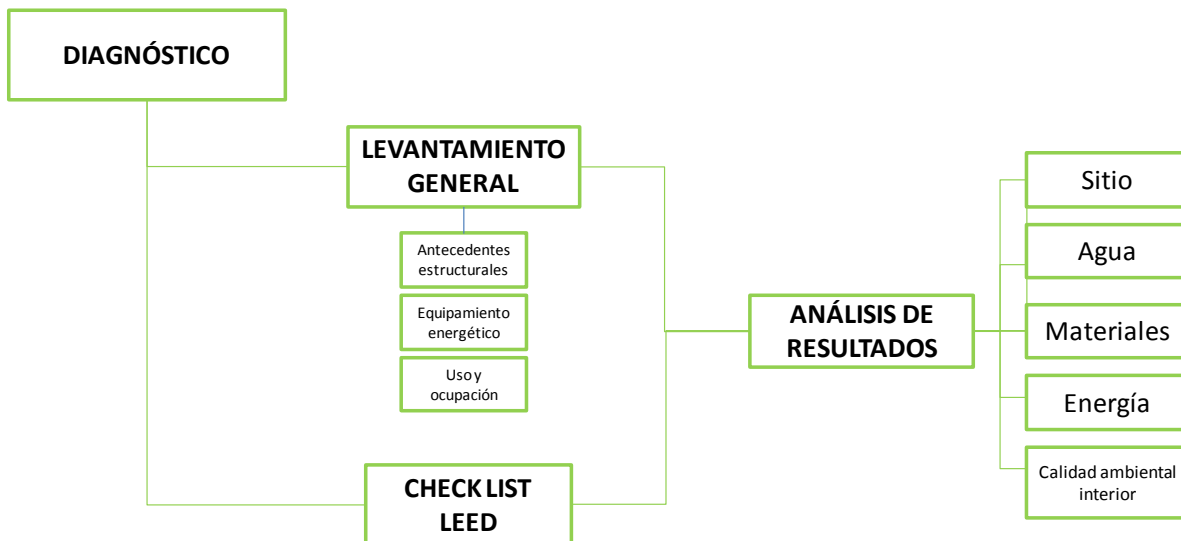 DIAGNÓSTICO
LEVANTAMIENTO
GENERAL
Antecedentes
estructurales
Equipamiento
energético
Uso y
ocupación
CHECK LIST
LEED
ANÁLISIS DE
RESULTADOS
Sitio
Agua
Materiales
Energía
Calidad ambiental
interior